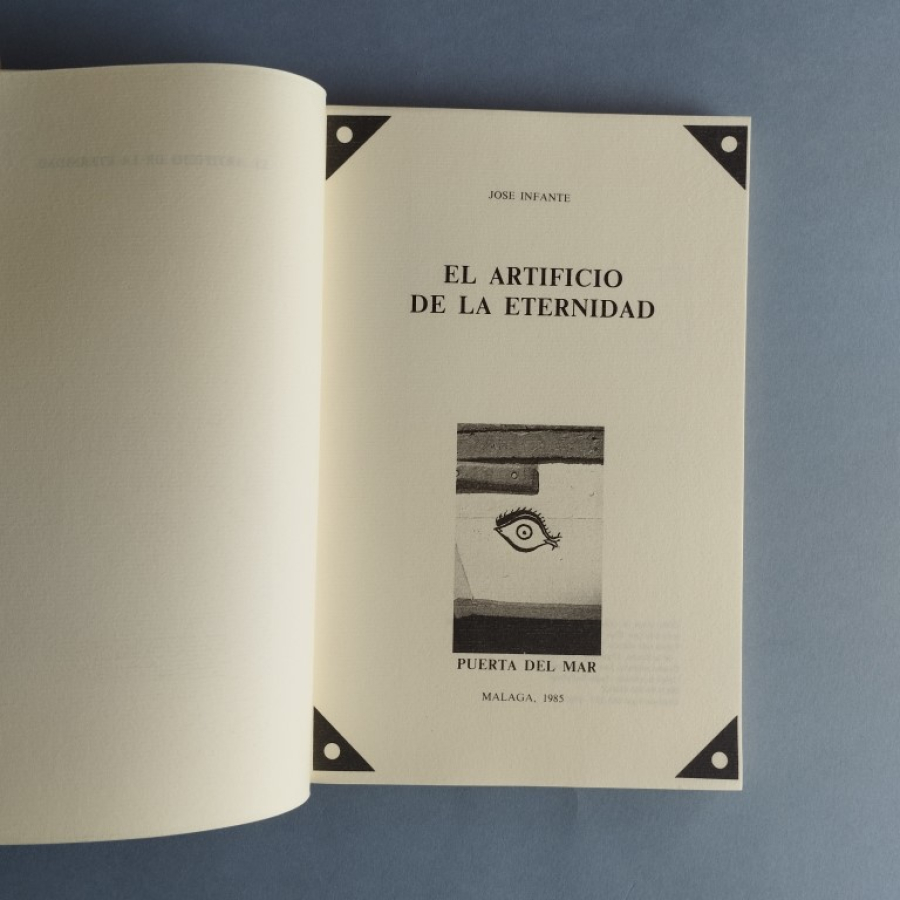 JOSE INFANTE
EL ARTIFICIO
DE LA ETERNIDAD
PUERTA DEL MAR
MALAGA, 1985